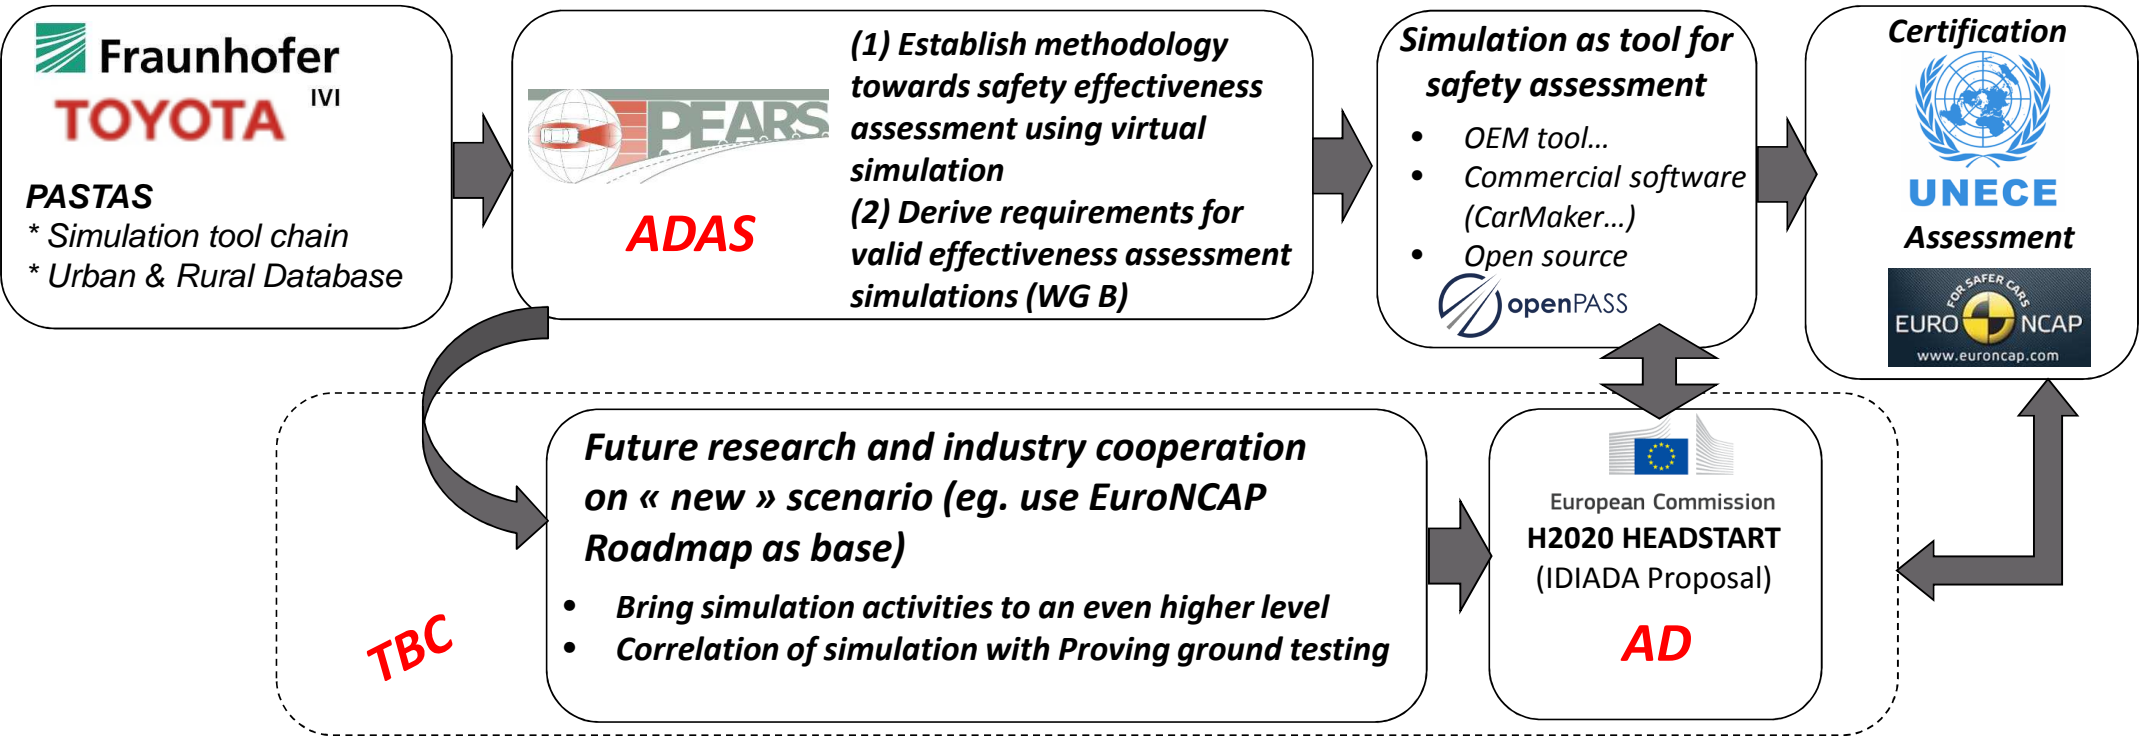 Fraunhofer
IVI
TOYOTA
PASTAS
* Simulation tool chain
* Urban & Rural Database
P.E.A.R.S.
ADAS
(1) Establish methodology
towards safety effectiveness
assessment using virtual
simulation
(2) Derive requirements for
valid effectiveness assessment
simulations (WG B)
Simulation as tool for
safety assessment
• OEM tool…
• Commercial software
(CarMaker…)
• Open source
openPASS
Certification
UNECE
Assessment
FOR SAFER CARS
EURO NCAP
www.euroncap.com
TBC
Future research and industry cooperation
on « new » scenario (eg. use EuroNCAP
Roadmap as base)
• Bring simulation activities to an even higher level
• Correlation of simulation with Proving ground testing
European Commission
H2020 HEADSTART
(IDIADA Proposal)
AD